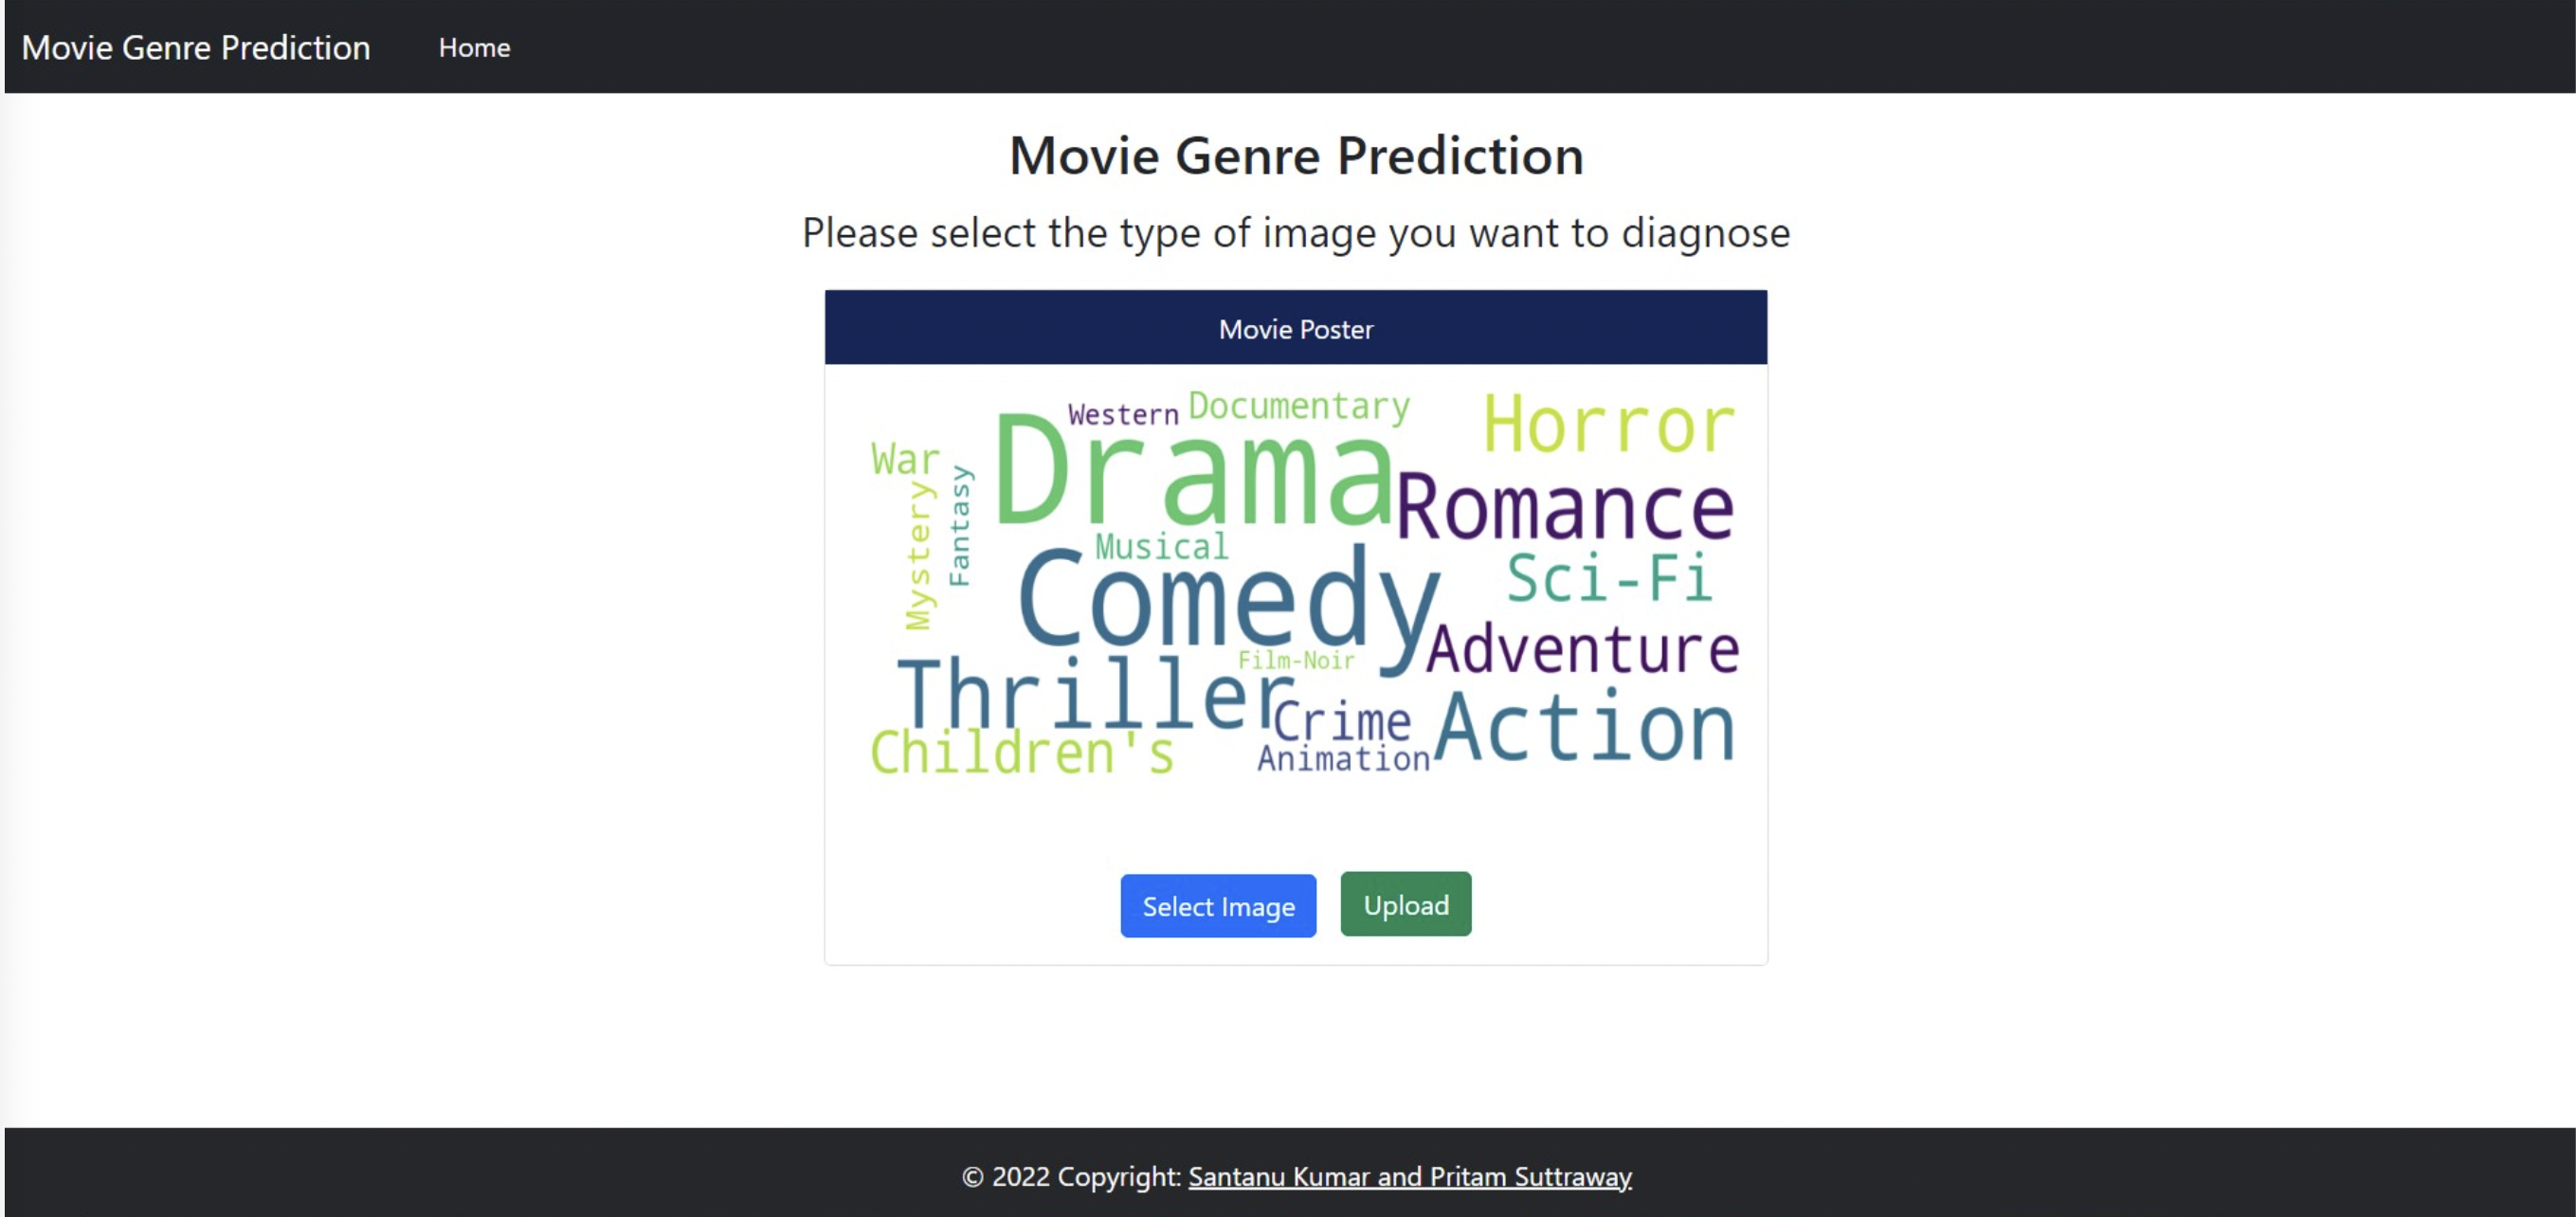 Movie Genre Prediction Home
Movie Genre Prediction
Please select the type of image you want to diagnose
Movie Poster
Western Documentary Horror
War Drama
Mystery Fantasy Romance
Musical
Comedy Sci-Fi
Film-Noir Adventure
Thriller Crime Action
Children's Animation
Select Image Upload
© 2022 Copyright: Santanu Kumar and Pritam Suttraway